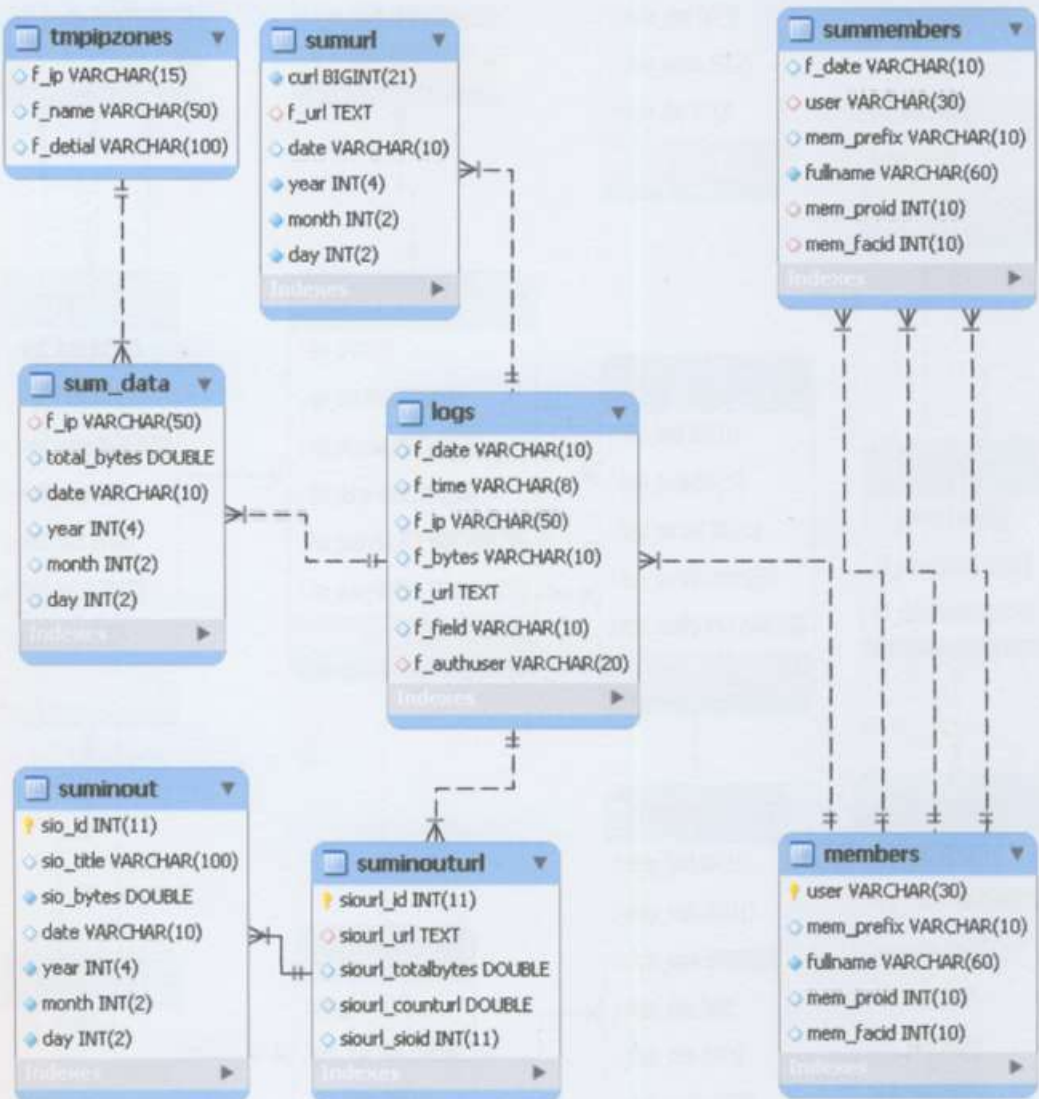 tmpipzones
f_ip VARCHAR(15)
f_name VARCHAR(50)
f_detial VARCHAR(100)
sumurl
curl BIGINT(21)
f_url TEXT
date VARCHAR(10)
year INT(4)
month INT(2)
day INT(2)
Indexes
summembers
f_date VARCHAR(10)
user VARCHAR(30)
mem_prefix VARCHAR(10)
fullname VARCHAR(60)
mem_proid INT(10)
mem_facid INT(10)
Indexes
sum_data
f_ip VARCHAR(50)
total_bytes DOUBLE
date VARCHAR(10)
year INT(4)
month INT(2)
day INT(2)
Indexes
logs
f_date VARCHAR(10)
f_time VARCHAR(8)
f_ip VARCHAR(50)
f_bytes VARCHAR(10)
f_url TEXT
f_field VARCHAR(10)
f_authuser VARCHAR(20)
Indexes
suminout
sio_id INT(11)
sio_title VARCHAR(100)
sio_bytes DOUBLE
date VARCHAR(10)
year INT(4)
month INT(2)
day INT(2)
Indexes
suminouturl
siourl_id INT(11)
siourl_url TEXT
siourl_totalbytes DOUBLE
siourl_counturl DOUBLE
siourl_sioid INT(11)
Indexes
members
user VARCHAR(30)
mem_prefix VARCHAR(10)
fullname VARCHAR(60)
mem_proid INT(10)
mem_facid INT(10)
Indexes